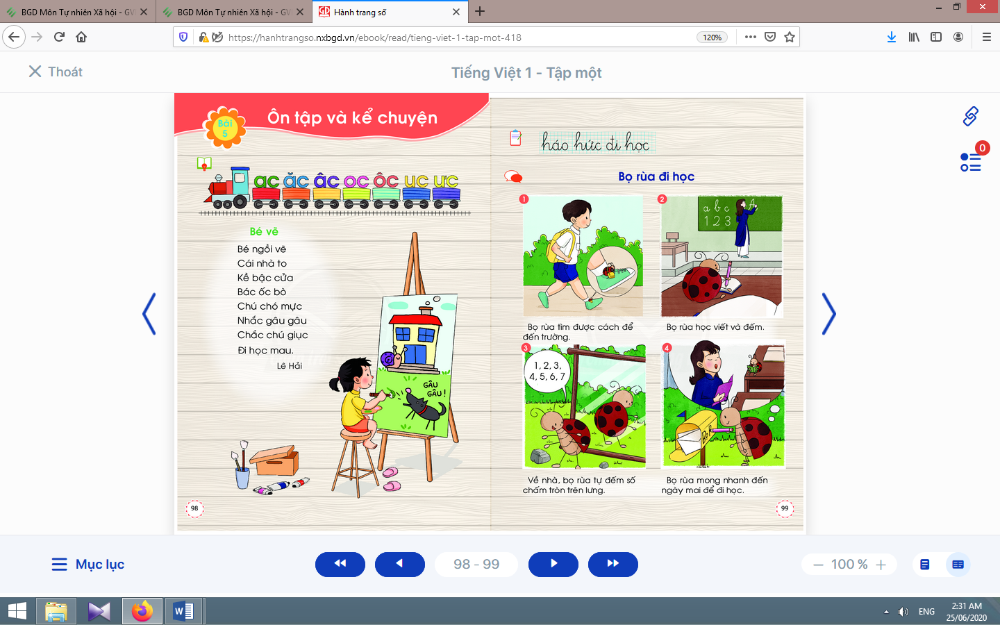 BGD Môn Tự nhiên Xã hội - GV
BGD Môn Tự nhiên Xã hội - GV
Hành trang số
https://hanhtrangso.nxbgd.vn/ebook/read/tieng-viet-1-tap-mot-418
120%
Thoát
Tiếng Việt 1 - Tập một
Bài
5
Ôn tập và kể chuyện
ac ăc âc oc ôc uc ưc
Bé vẽ
Bé ngồi vẽ
Cái nhà to
Kề bậc cửa
Bác ốc bò
Chú chó mực
Nhắc gâu gâu
Chắc chú giục
Đi học mau.
Lê Hải
GÂU
GÂU!
98
háo hức đi học
Bọ rùa đi học
1
2
a b c A
1 2 3
Bọ rùa tìm được cách để
đến trường.
Bọ rùa học viết và đếm.
3
1, 2, 3,
4, 5, 6, 7
4
Về nhà, bọ rùa tự đếm số
chấm tròn trên lưng.
Bọ rùa mong nhanh đến
ngày mai để đi học.
99
0
Mục lục
98 - 99
100 %
ENG
2:31 AM
25/06/2020